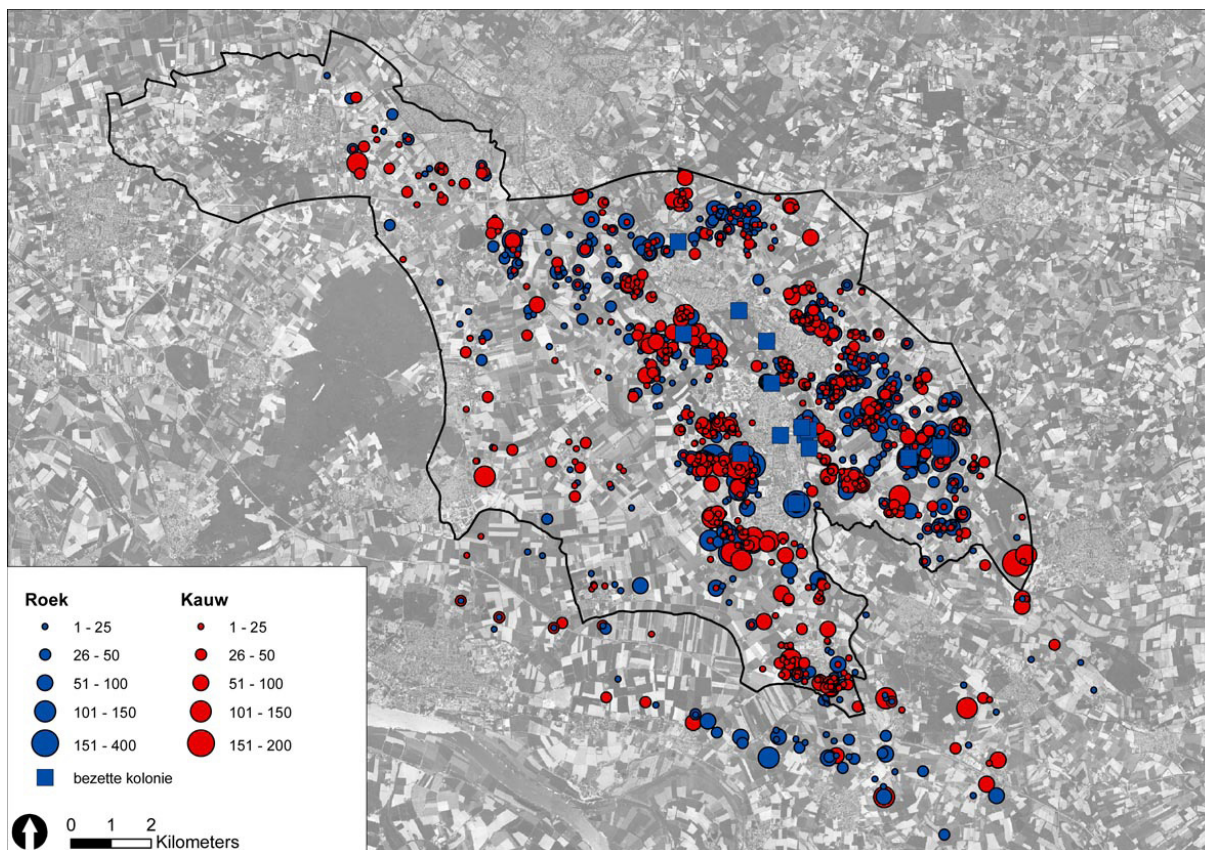 Roek Kauw
1 - 25 1 - 25
26 - 50 26 - 50
51 - 100 51 - 100
101 - 150 101 - 150
151 - 400 151 - 200
bezette kolonie
0 1 2
Kilometers